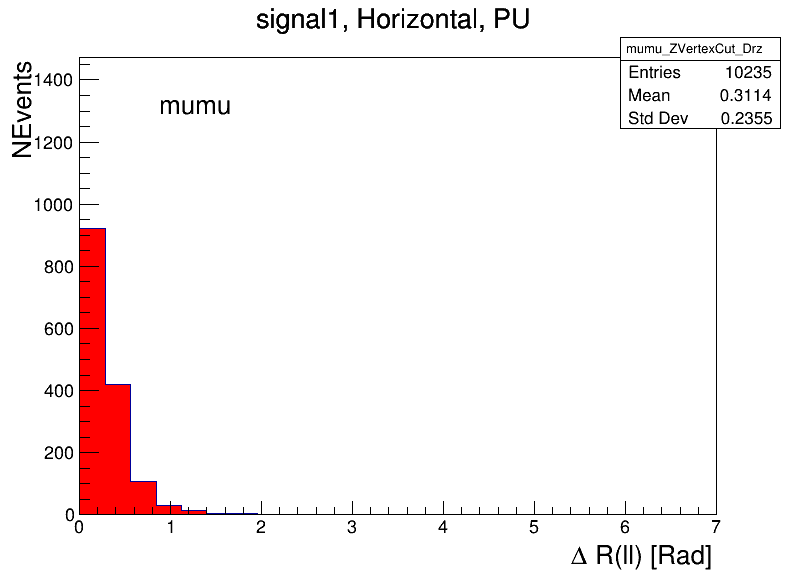 signal1, Horizontal, PU
mumu_ZVertexCut_Drz
Entries 10235
Mean 0.3114
Std Dev 0.2355
NEvents
mumu
1400
1200
1000
800
600
400
200
0
0 1 2 3 4 5 6 7
Δ R(ll) [Rad]